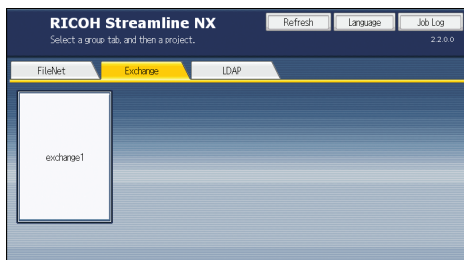 RICOH Streamline NX
Refresh
Language
Job Log
Select a group tab, and then a project.
2.2.0.0
FileNet
Exchange
LDAP
exchange1